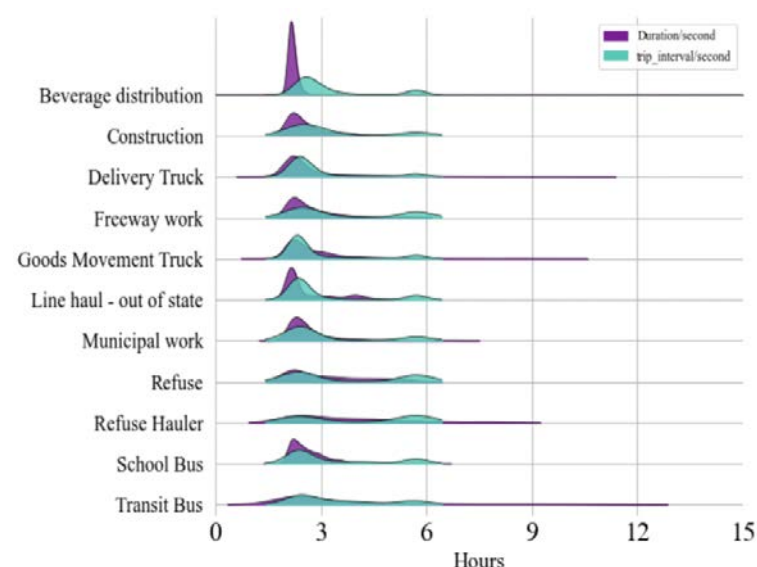 Duration/second
trip_interval/second
Beverage distribution
Construction
Delivery Truck
Freeway work
Goods Movement Truck
Line haul - out of state
Municipal work
Refuse
Refuse Hauler
School Bus
Transit Bus
0 3 6 9 12 15
Hours